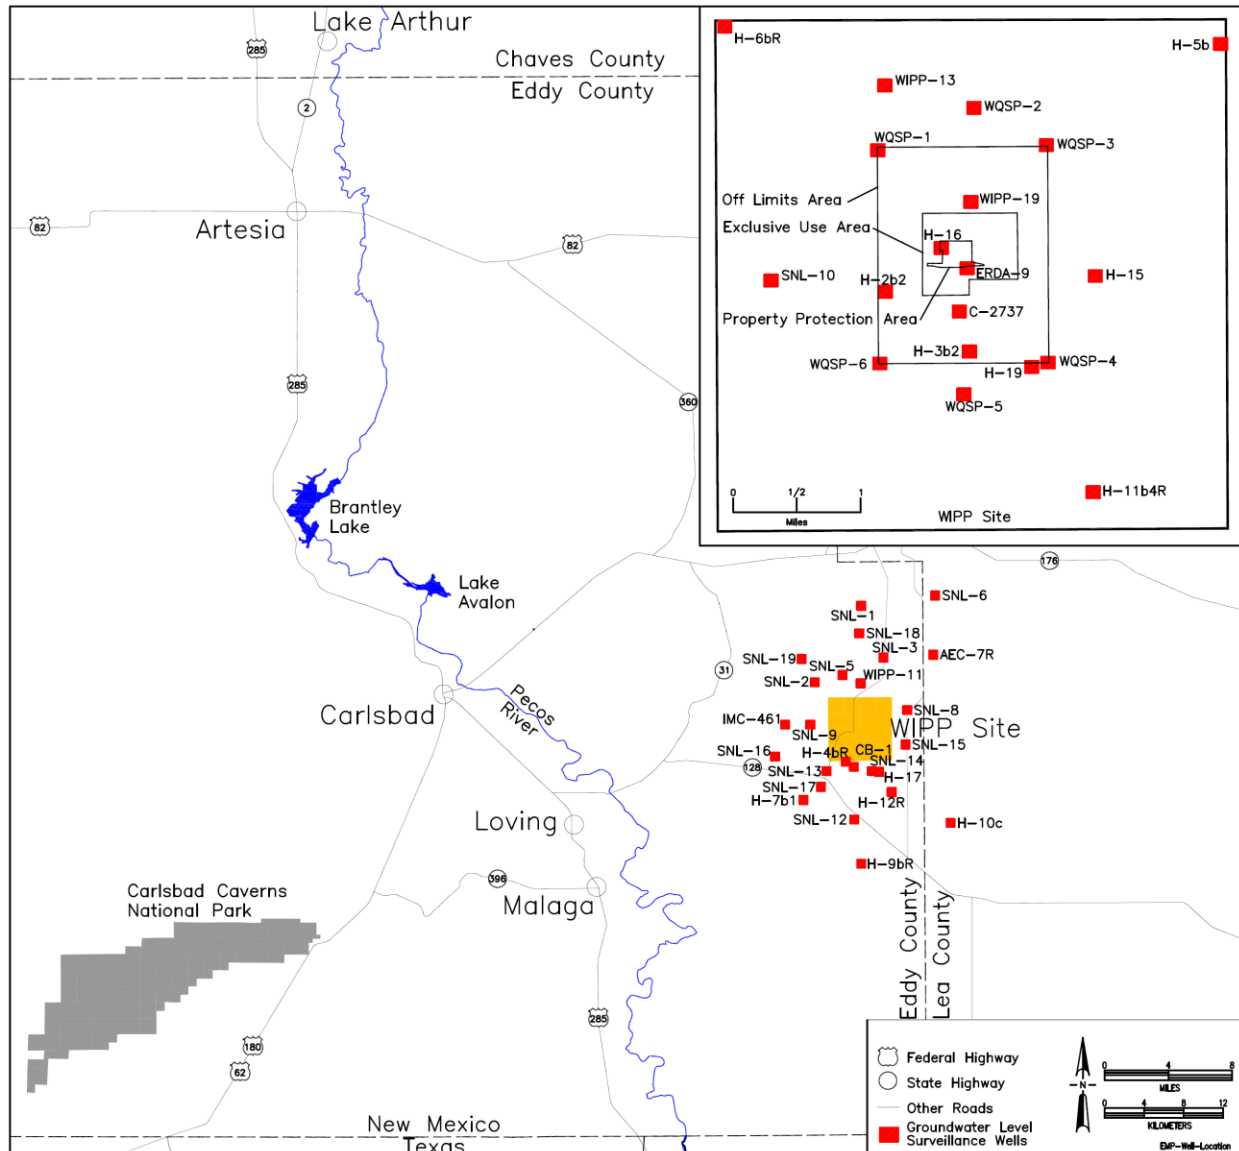 Lake Arthur
285
Chaves County
Eddy County
2
Artesia
82
82
285
360
Brantley
Lake
Lake
Avalon
Carlsbad
Pecos
River
31
176
H-6bR
H-5b
WIPP-13
WQSP-2
WQSP-1
WQSP-3
Off Limits Area
WIPP-19
Exclusive Use Area
H-16
SNL-10
H-2b2
ERDA-9
H-15
Property Protection Area
C-2737
H-3b2
WQSP-6
H-19
WQSP-4
WQSP-5
H-11b4R
0 1/2 1
Miles
WIPP Site
SNL-6
SNL-1
SNL-18
SNL-3
AEC-7R
SNL-19
SNL-5
SNL-2
WIPP-11
SNL-8
WIPP Site
IMC-461
SNL-9
SNL-15
SNL-16
H-4bR
CB-1
128
SNL-13
SNL-14
H-17
SNL-17
H-7b1
H-12R
SNL-12
H-10c
H-9bR
Loving
396
Malaga
Carlsbad Caverns
National Park
Eddy County
Lea County
285
180
62
New Mexico
Texas
Federal Highway
State Highway
Other Roads
Groundwater Level
Surveillance Wells
N
0 4 8
MILES
0 4 8 12
KILOMETERS
EMP-Well-Location